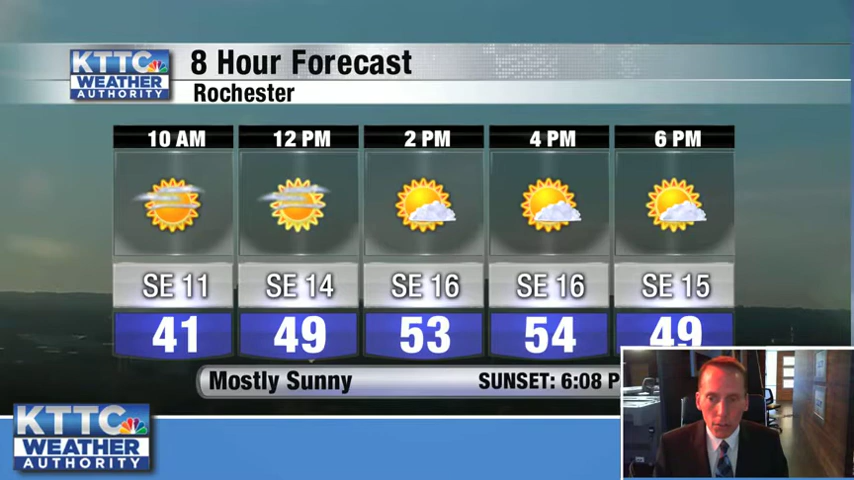 KTTC
WEATHER
AUTHORITY
8 Hour Forecast
Rochester
10 AM 12 PM 2 PM 4 PM 6 PM
SE 11 SE 14 SE 16 SE 16 SE 15
41 49 53 54 49
Mostly Sunny SUNSET: 6:08 P
KTTC
WEATHER
AUTHORITY